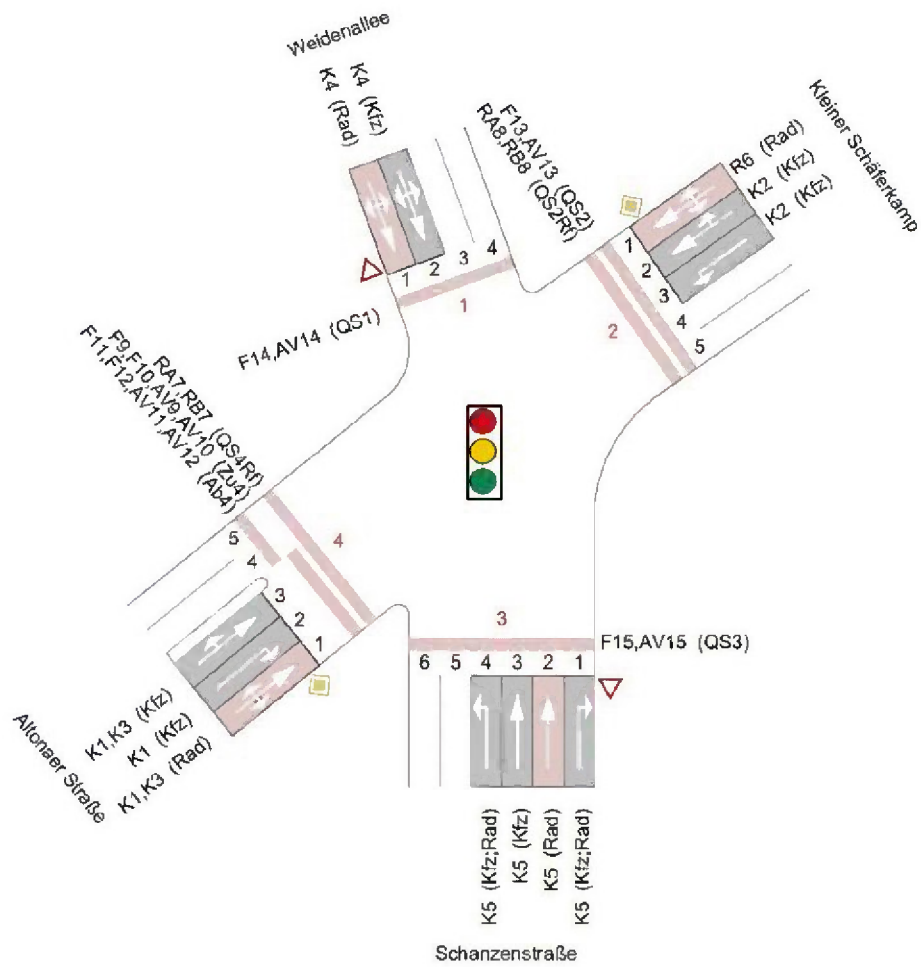 Weidenallee
K4 (Rad)
K4 (Kfz)
F13,AV13 (QS2)
RA8,RB8 (QS2Rf)
Kleiner Schäferkamp
R6 (Rad)
K2 (Kfz)
K2 (Kfz)
1 2 3 4
1
F14,AV14 (QS1)
1
2
3
4
5
2
RA7,RB7 (QS4Rf)
F9,F10,AV9,AV10 (Zu4)
F11,F12,AV11,AV12 (Ab4)
5
4
3
2
1
4
3
F15,AV15 (QS3)
6 5 4 3 2 1
Altonaer Straße
K1,K3 (Kfz)
K1 (Kfz)
K1,K3 (Rad)
K5 (Kfz;Rad)
K5 (Kfz)
K5 (Rad)
K5 (Kfz;Rad)
Schanzenstraße